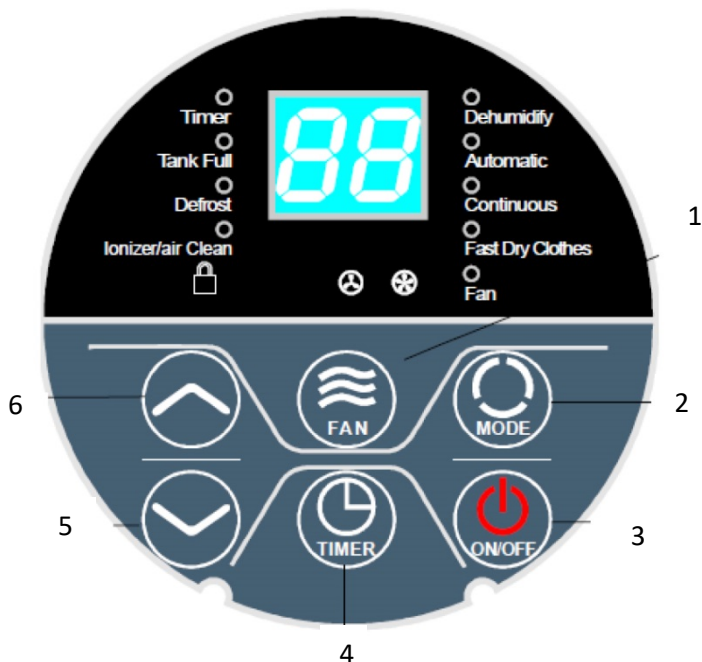 Timer
Tank Full
Defrost
Ionizer/air Clean
88
Dehumidify
Automatic
Continuous
Fast Dry Clothes
Fan
1
6
FAN
MODE
2
5
TIMER
ON/OFF
3
4